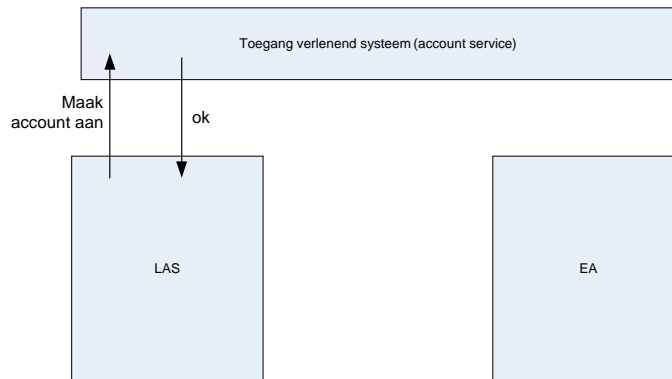 Toegang verlenend systeem (account service)
Maak
account aan
ok
LAS
EA